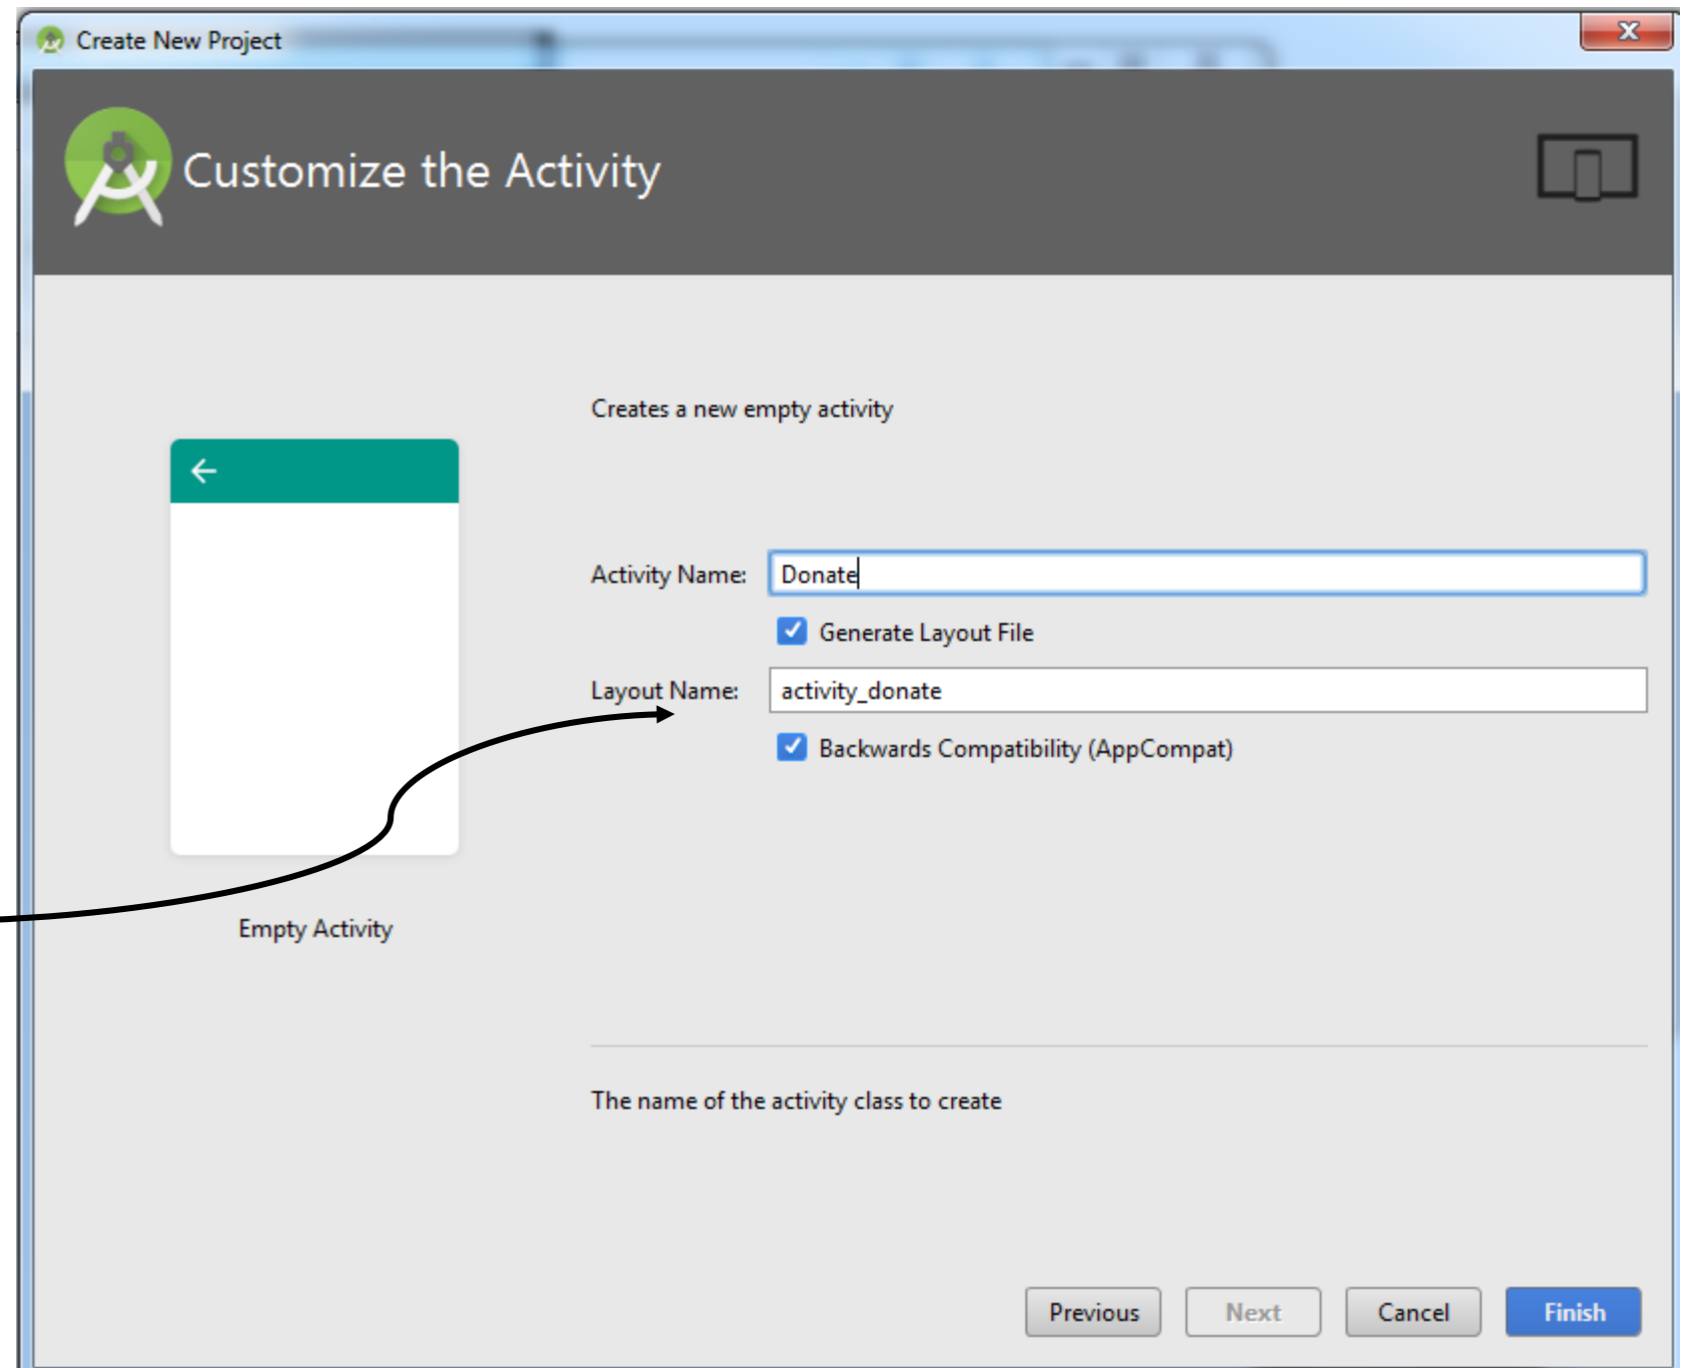 Create New Project
Customize the Activity
Creates a new empty activity
Activity Name: Donate
Generate Layout File
Layout Name: activity_donate
Backwards Compatibility (AppCompat)
Empty Activity
The name of the activity class to create
Previous Next Cancel Finish